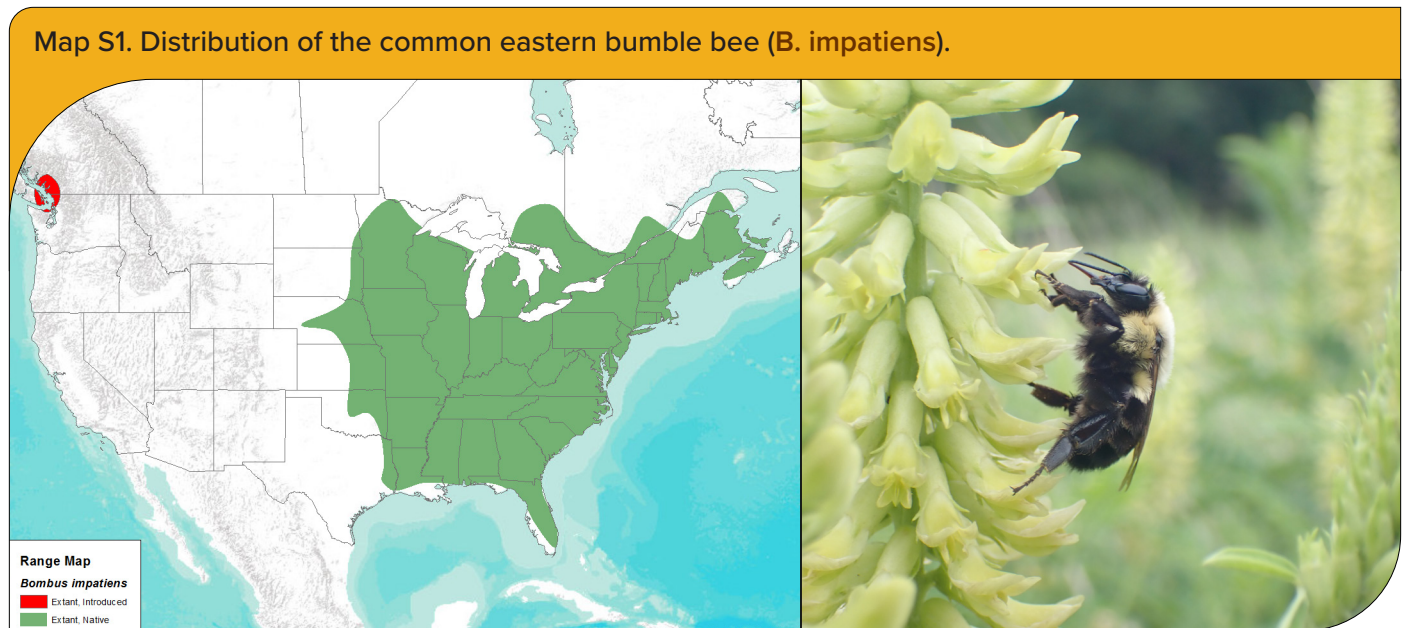 Map S1. Distribution of the common eastern bumble bee (B. impatiens).
Range Map
Bombus impatiens
Extant, Introduced
Extant, Native